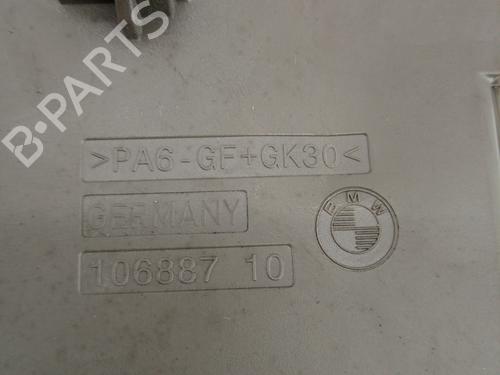 B-PARTS
>PA6-GF+GK30<
GERMANY
BMW
106887 10